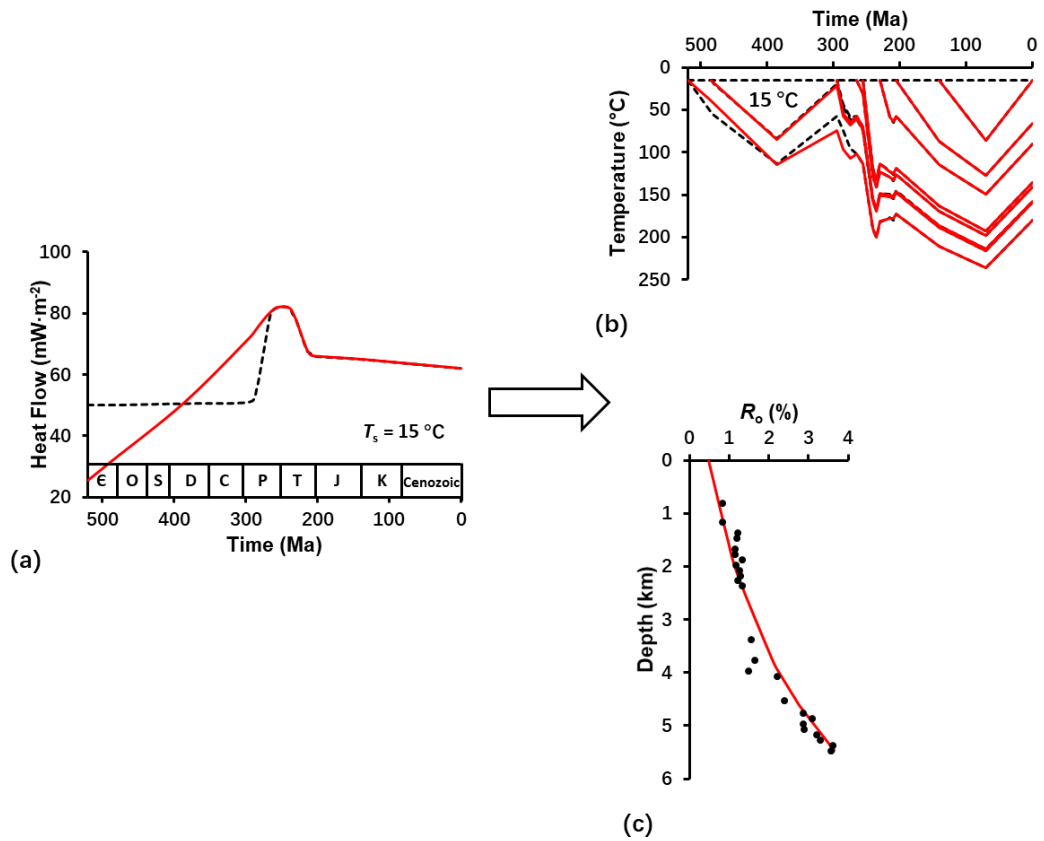 100
80
60
40
20
Heat Flow (mW·m⁻²)
Tₛ = 15 °C
Є O S D C P T J K Cenozoic
500 400 300 200 100 0
Time (Ma)
(a)
Time (Ma)
500 400 300 200 100 0
0
50
100
150
200
250
Temperature (°C)
15 °C
(b)
Rₒ (%)
0 1 2 3 4
0
1
2
3
4
5
6
Depth (km)
(c)